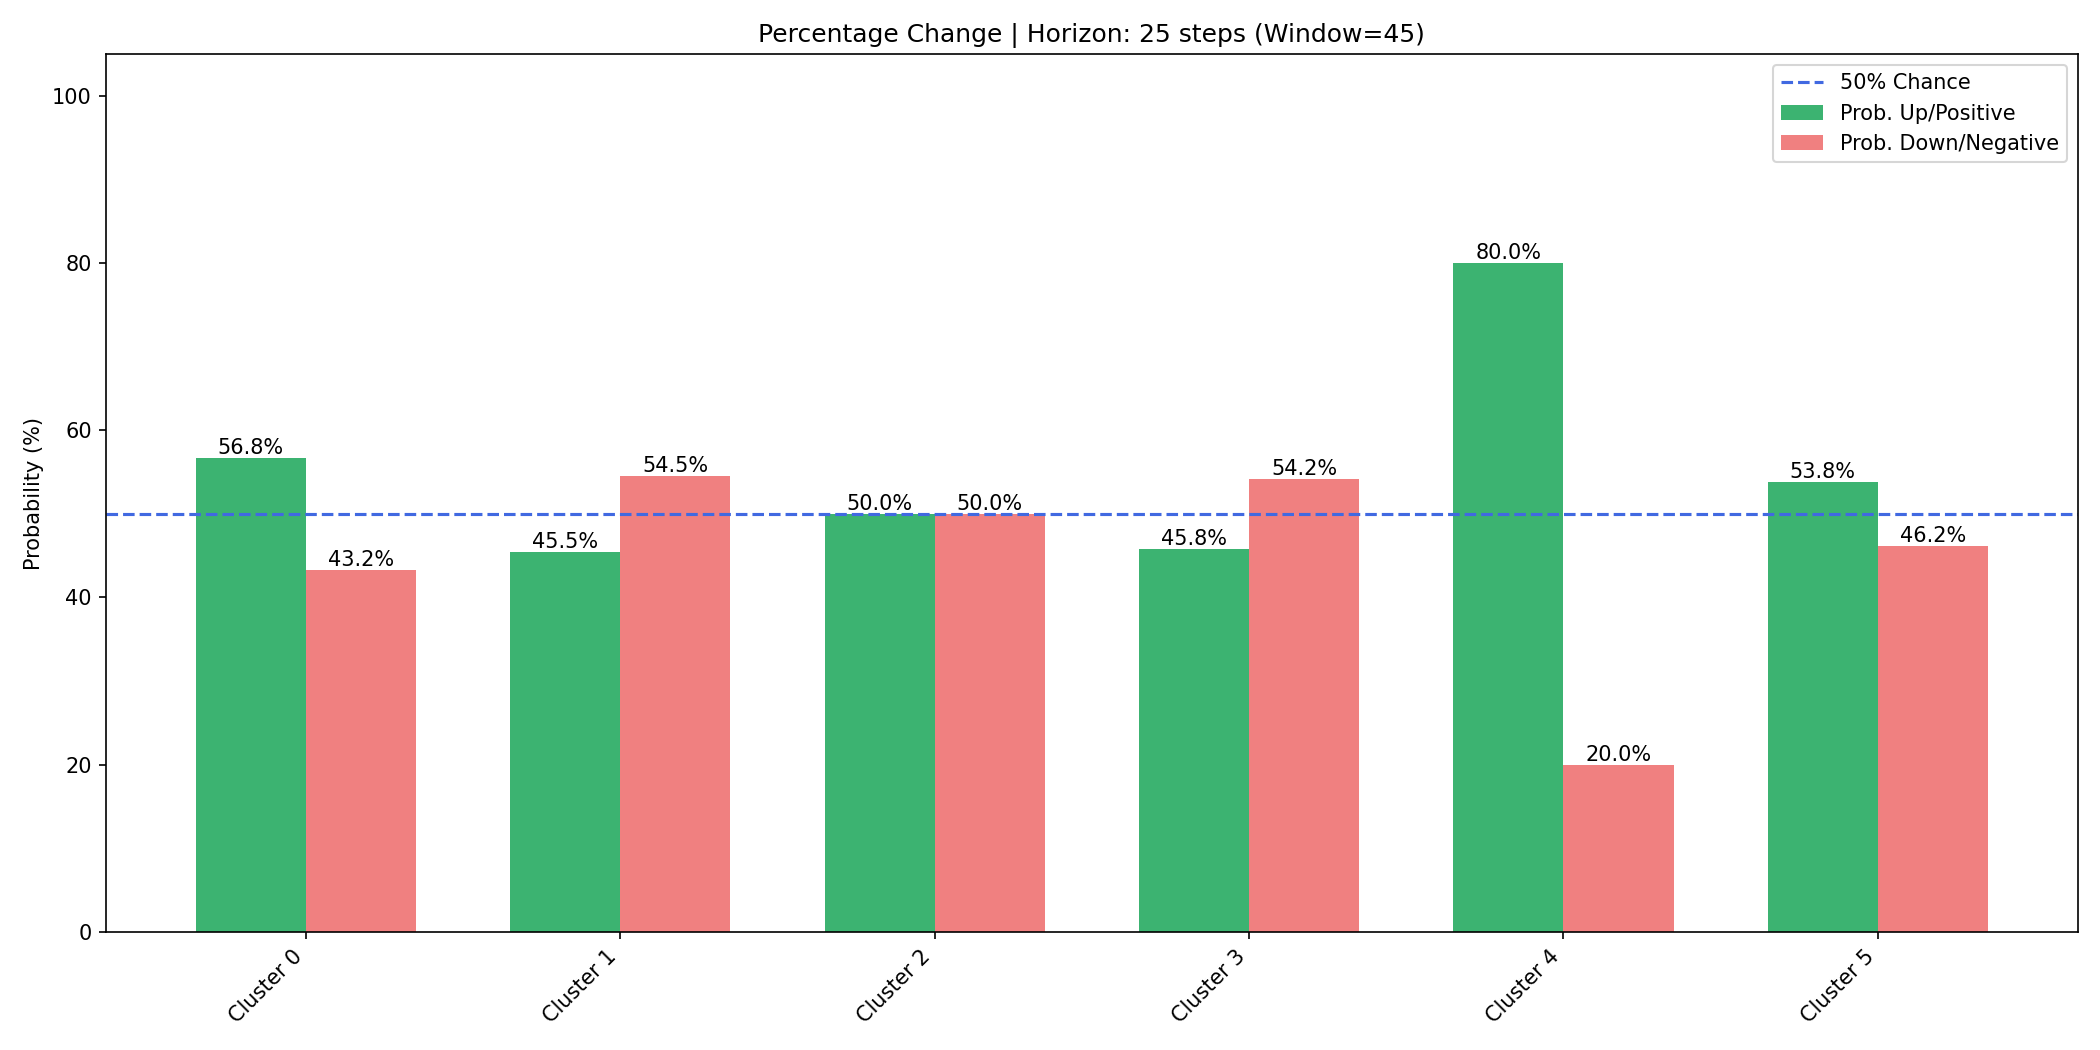 Percentage Change | Horizon: 25 steps (Window=45)
50% Chance
Prob. Up/Positive
Prob. Down/Negative
Probability (%)
100
80
60
40
20
0
56.8%
43.2%
45.5%
54.5%
50.0%
50.0%
45.8%
54.2%
80.0%
20.0%
53.8%
46.2%
Cluster 0
Cluster 1
Cluster 2
Cluster 3
Cluster 4
Cluster 5